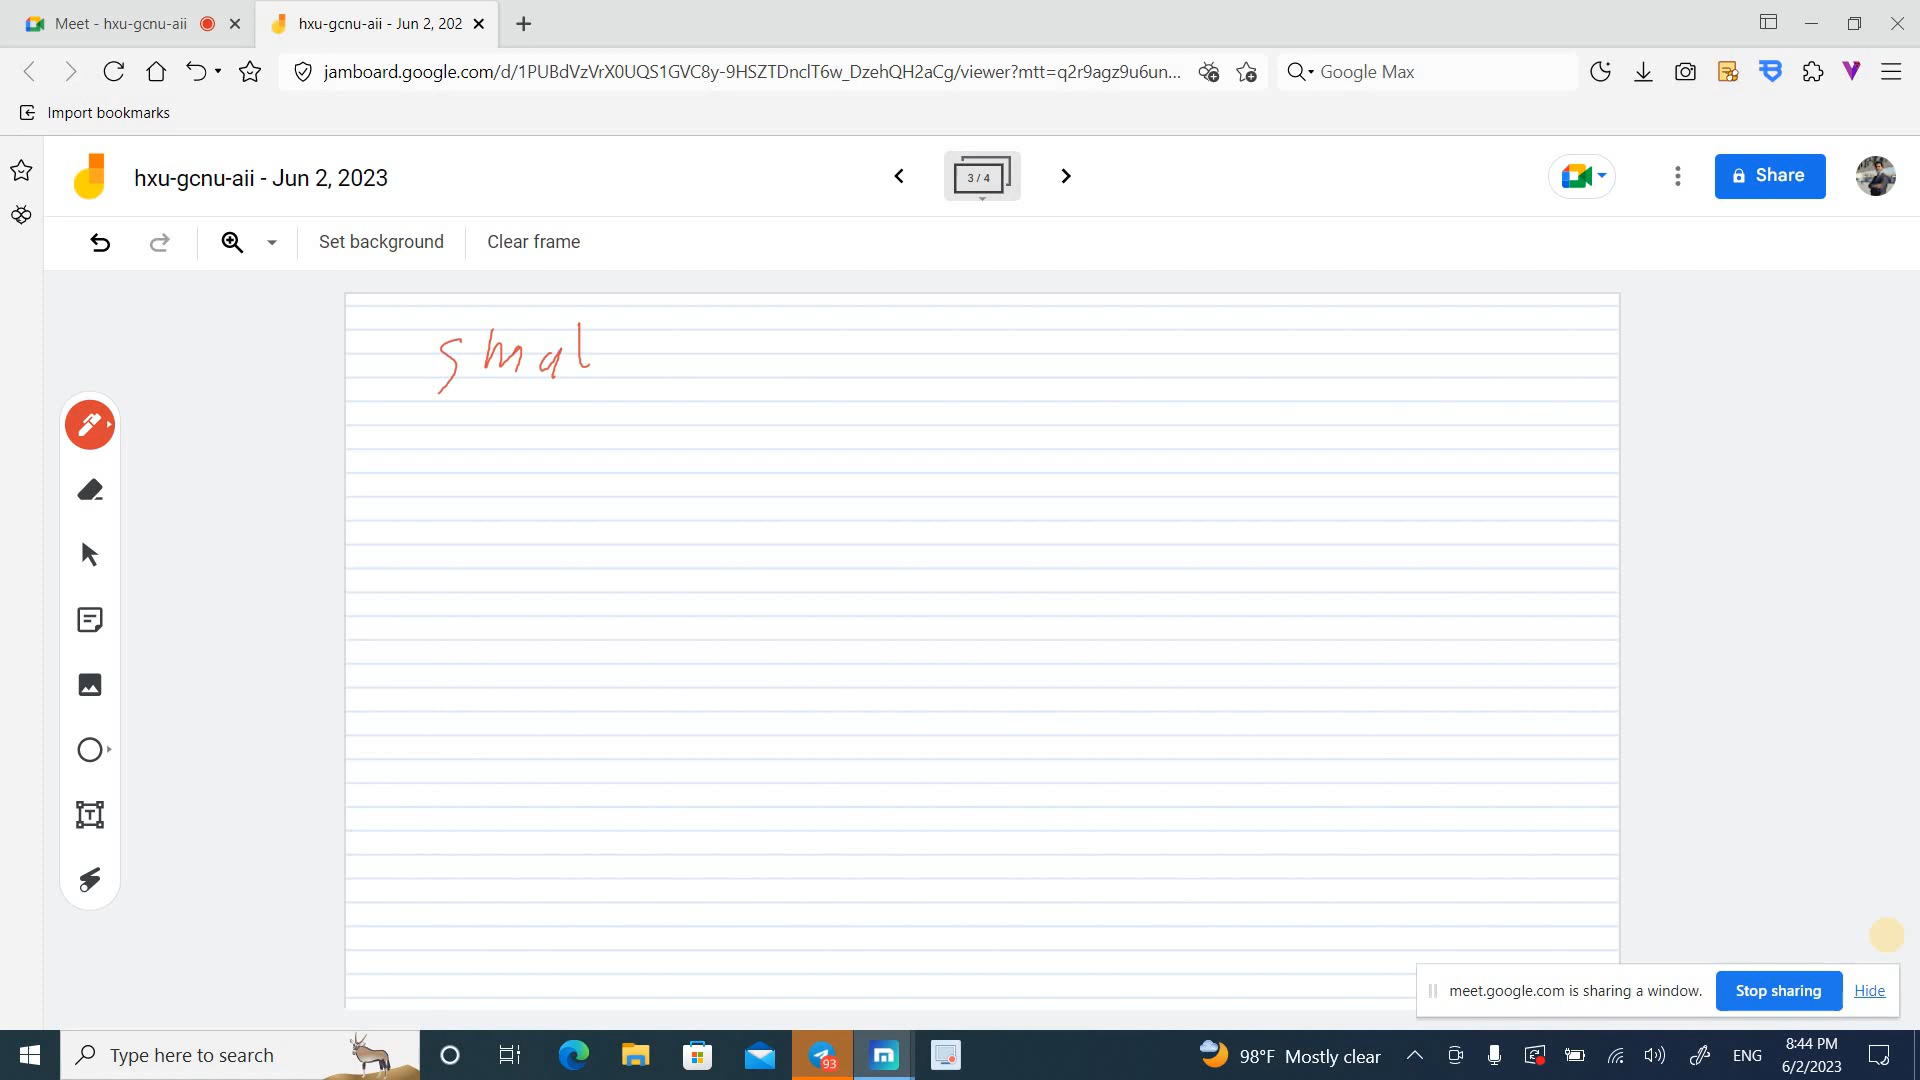 Meet - hxu-gcnu-aii
hxu-gcnu-aii - Jun 2, 202
jamboard.google.com/d/1PUBdVzVrX0UQS1GVC8y-9HSZTDnclT6w_DzehQH2aCg/viewer?mtt=q2r9agz9u6un...
Google Max
Import bookmarks
hxu-gcnu-aii - Jun 2, 2023
3 / 4
Share
Set background
Clear frame
smal
meet.google.com is sharing a window.
Stop sharing
Hide
Type here to search
93
98°F Mostly clear
ENG
8:44 PM
6/2/2023